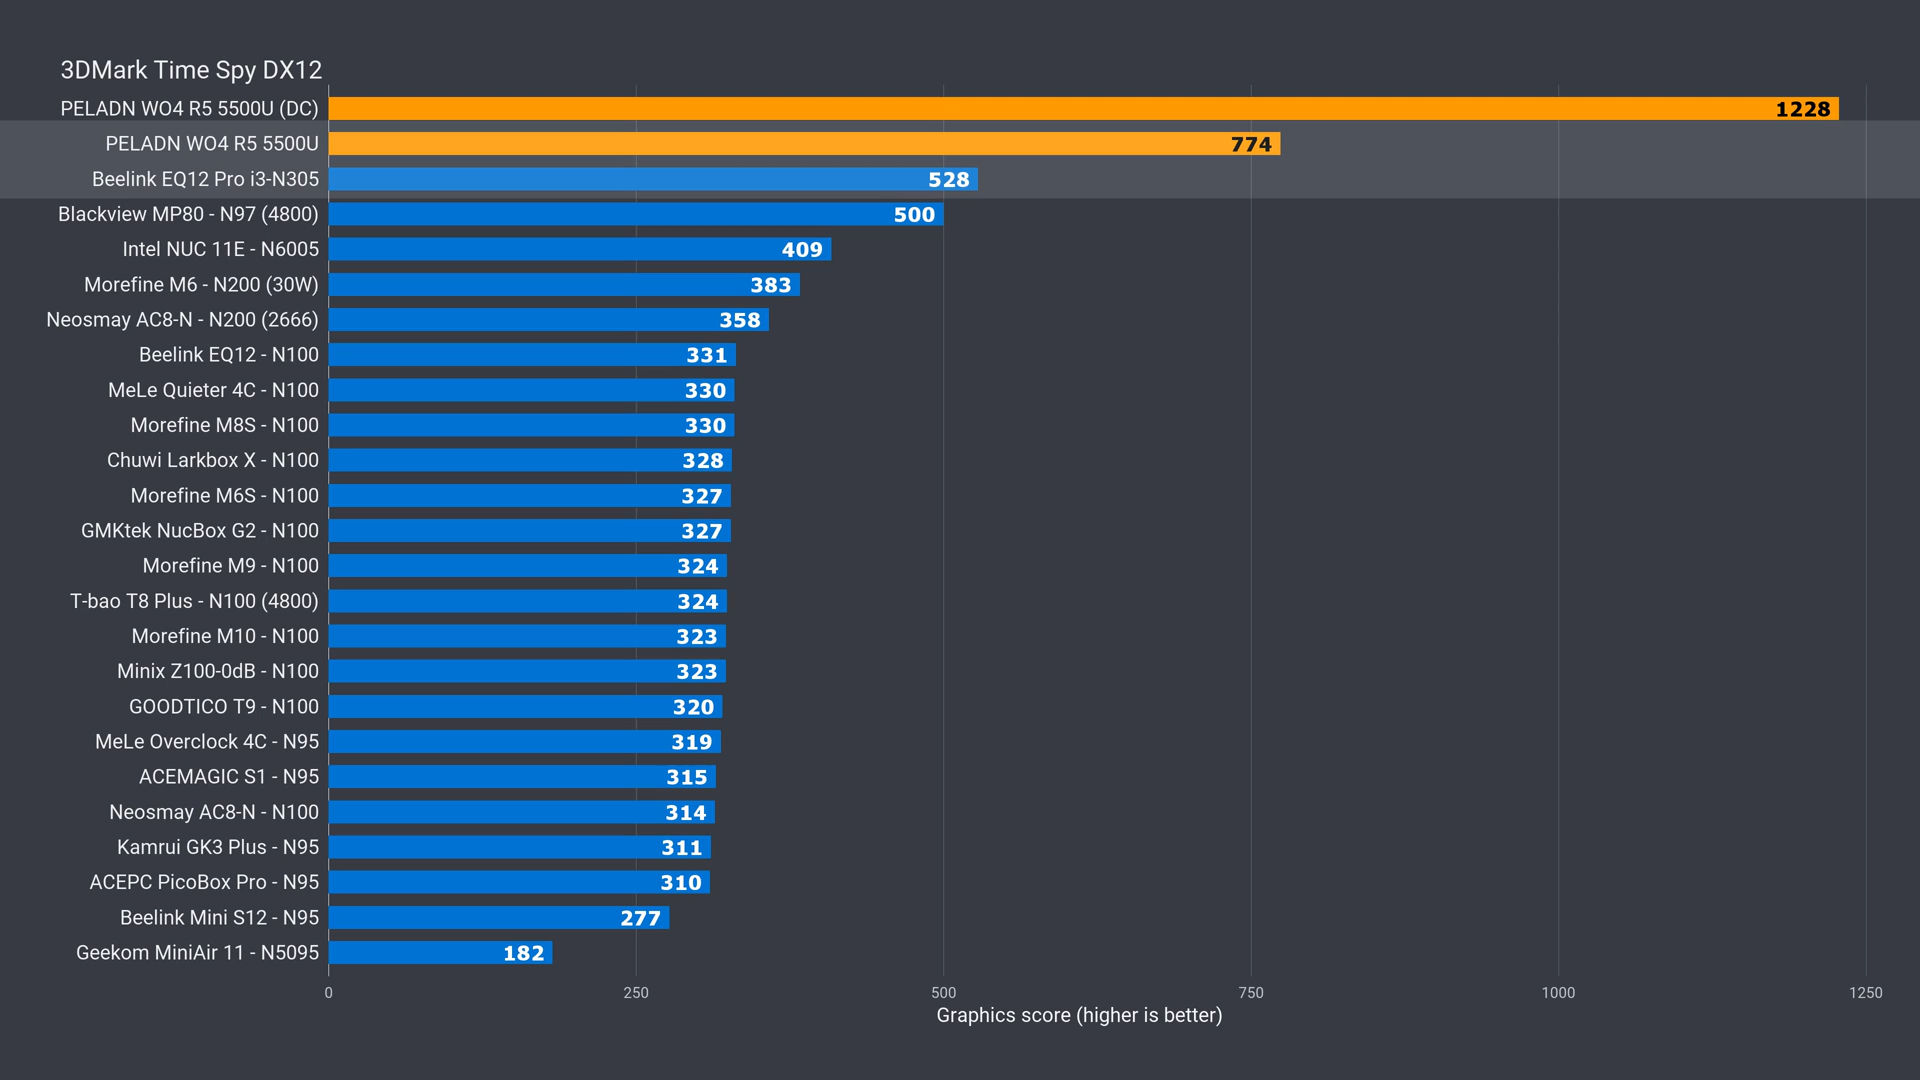 3DMark Time Spy DX12
PELADN WO4 R5 5500U (DC) 1228
PELADN WO4 R5 5500U 774
Beelink EQ12 Pro i3-N305 528
Blackview MP80 - N97 (4800) 500
Intel NUC 11E - N6005 409
Morefine M6 - N200 (30W) 383
Neosmay AC8-N - N200 (2666) 358
Beelink EQ12 - N100 331
MeLe Quieter 4C - N100 330
Morefine M8S - N100 330
Chuwi Larkbox X - N100 328
Morefine M6S - N100 327
GMKtek NucBox G2 - N100 327
Morefine M9 - N100 324
T-bao T8 Plus - N100 (4800) 324
Morefine M10 - N100 323
Minix Z100-0dB - N100 323
GOODTICO T9 - N100 320
MeLe Overclock 4C - N95 319
ACEMAGIC S1 - N95 315
Neosmay AC8-N - N100 314
Kamrui GK3 Plus - N95 311
ACEPC PicoBox Pro - N95 310
Beelink Mini S12 - N95 277
Geekom MiniAir 11 - N5095 182
0 250 500 750 1000 1250
Graphics score (higher is better)